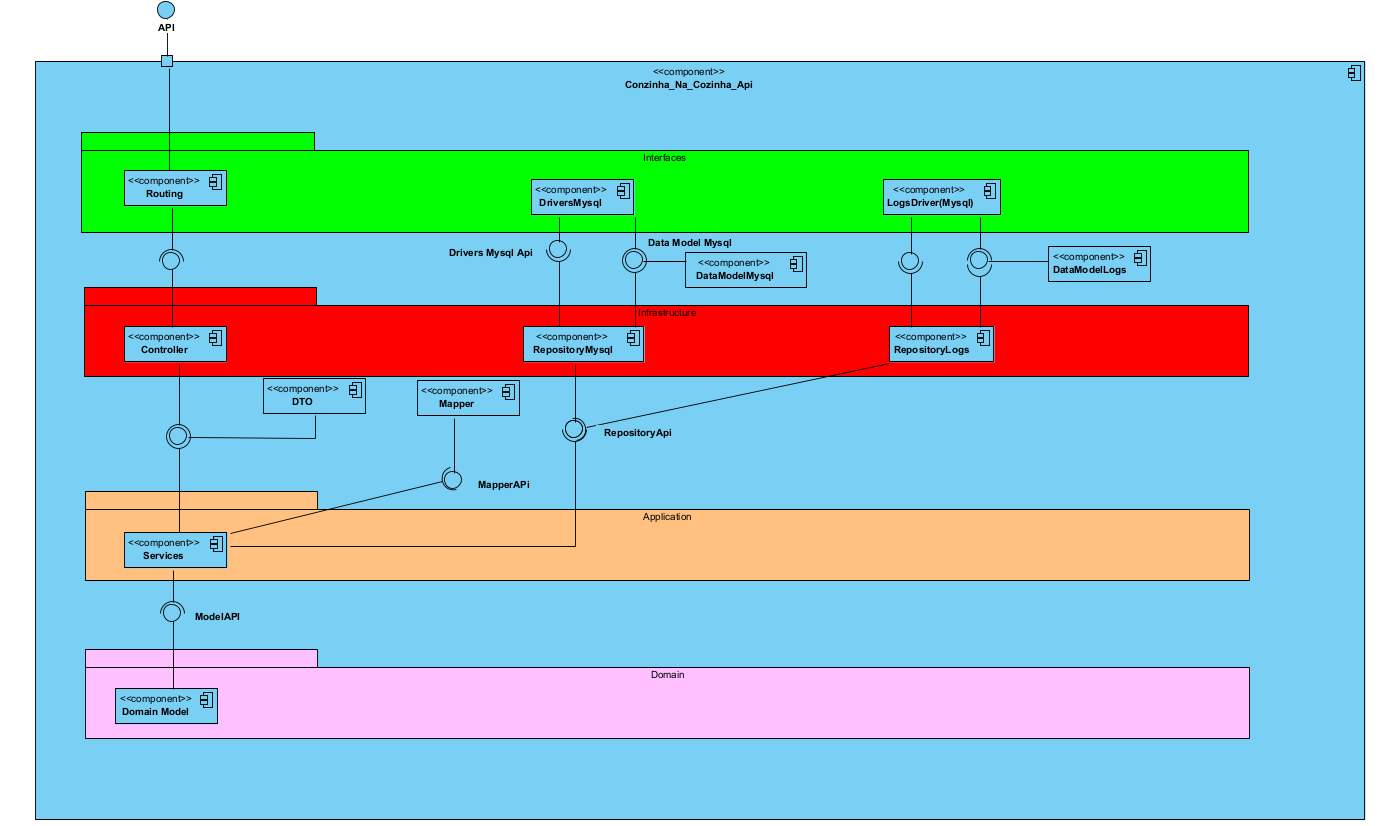 API
<<component>>
Conzinha_Na_Cozinha_Api
Interfaces
<<component>>
Routing
<<component>>
DriversMysql
<<component>>
LogsDriver(Mysql)
Drivers Mysql Api
Data Model Mysql
<<component>>
DataModelMysql
<<component>>
DataModelLogs
Infrastructure
<<component>>
Controller
<<component>>
RepositoryMysql
<<component>>
RepositoryLogs
<<component>>
DTO
<<component>>
Mapper
RepositoryApi
MapperAPi
Application
<<component>>
Services
ModelAPI
Domain
<<component>>
Domain Model